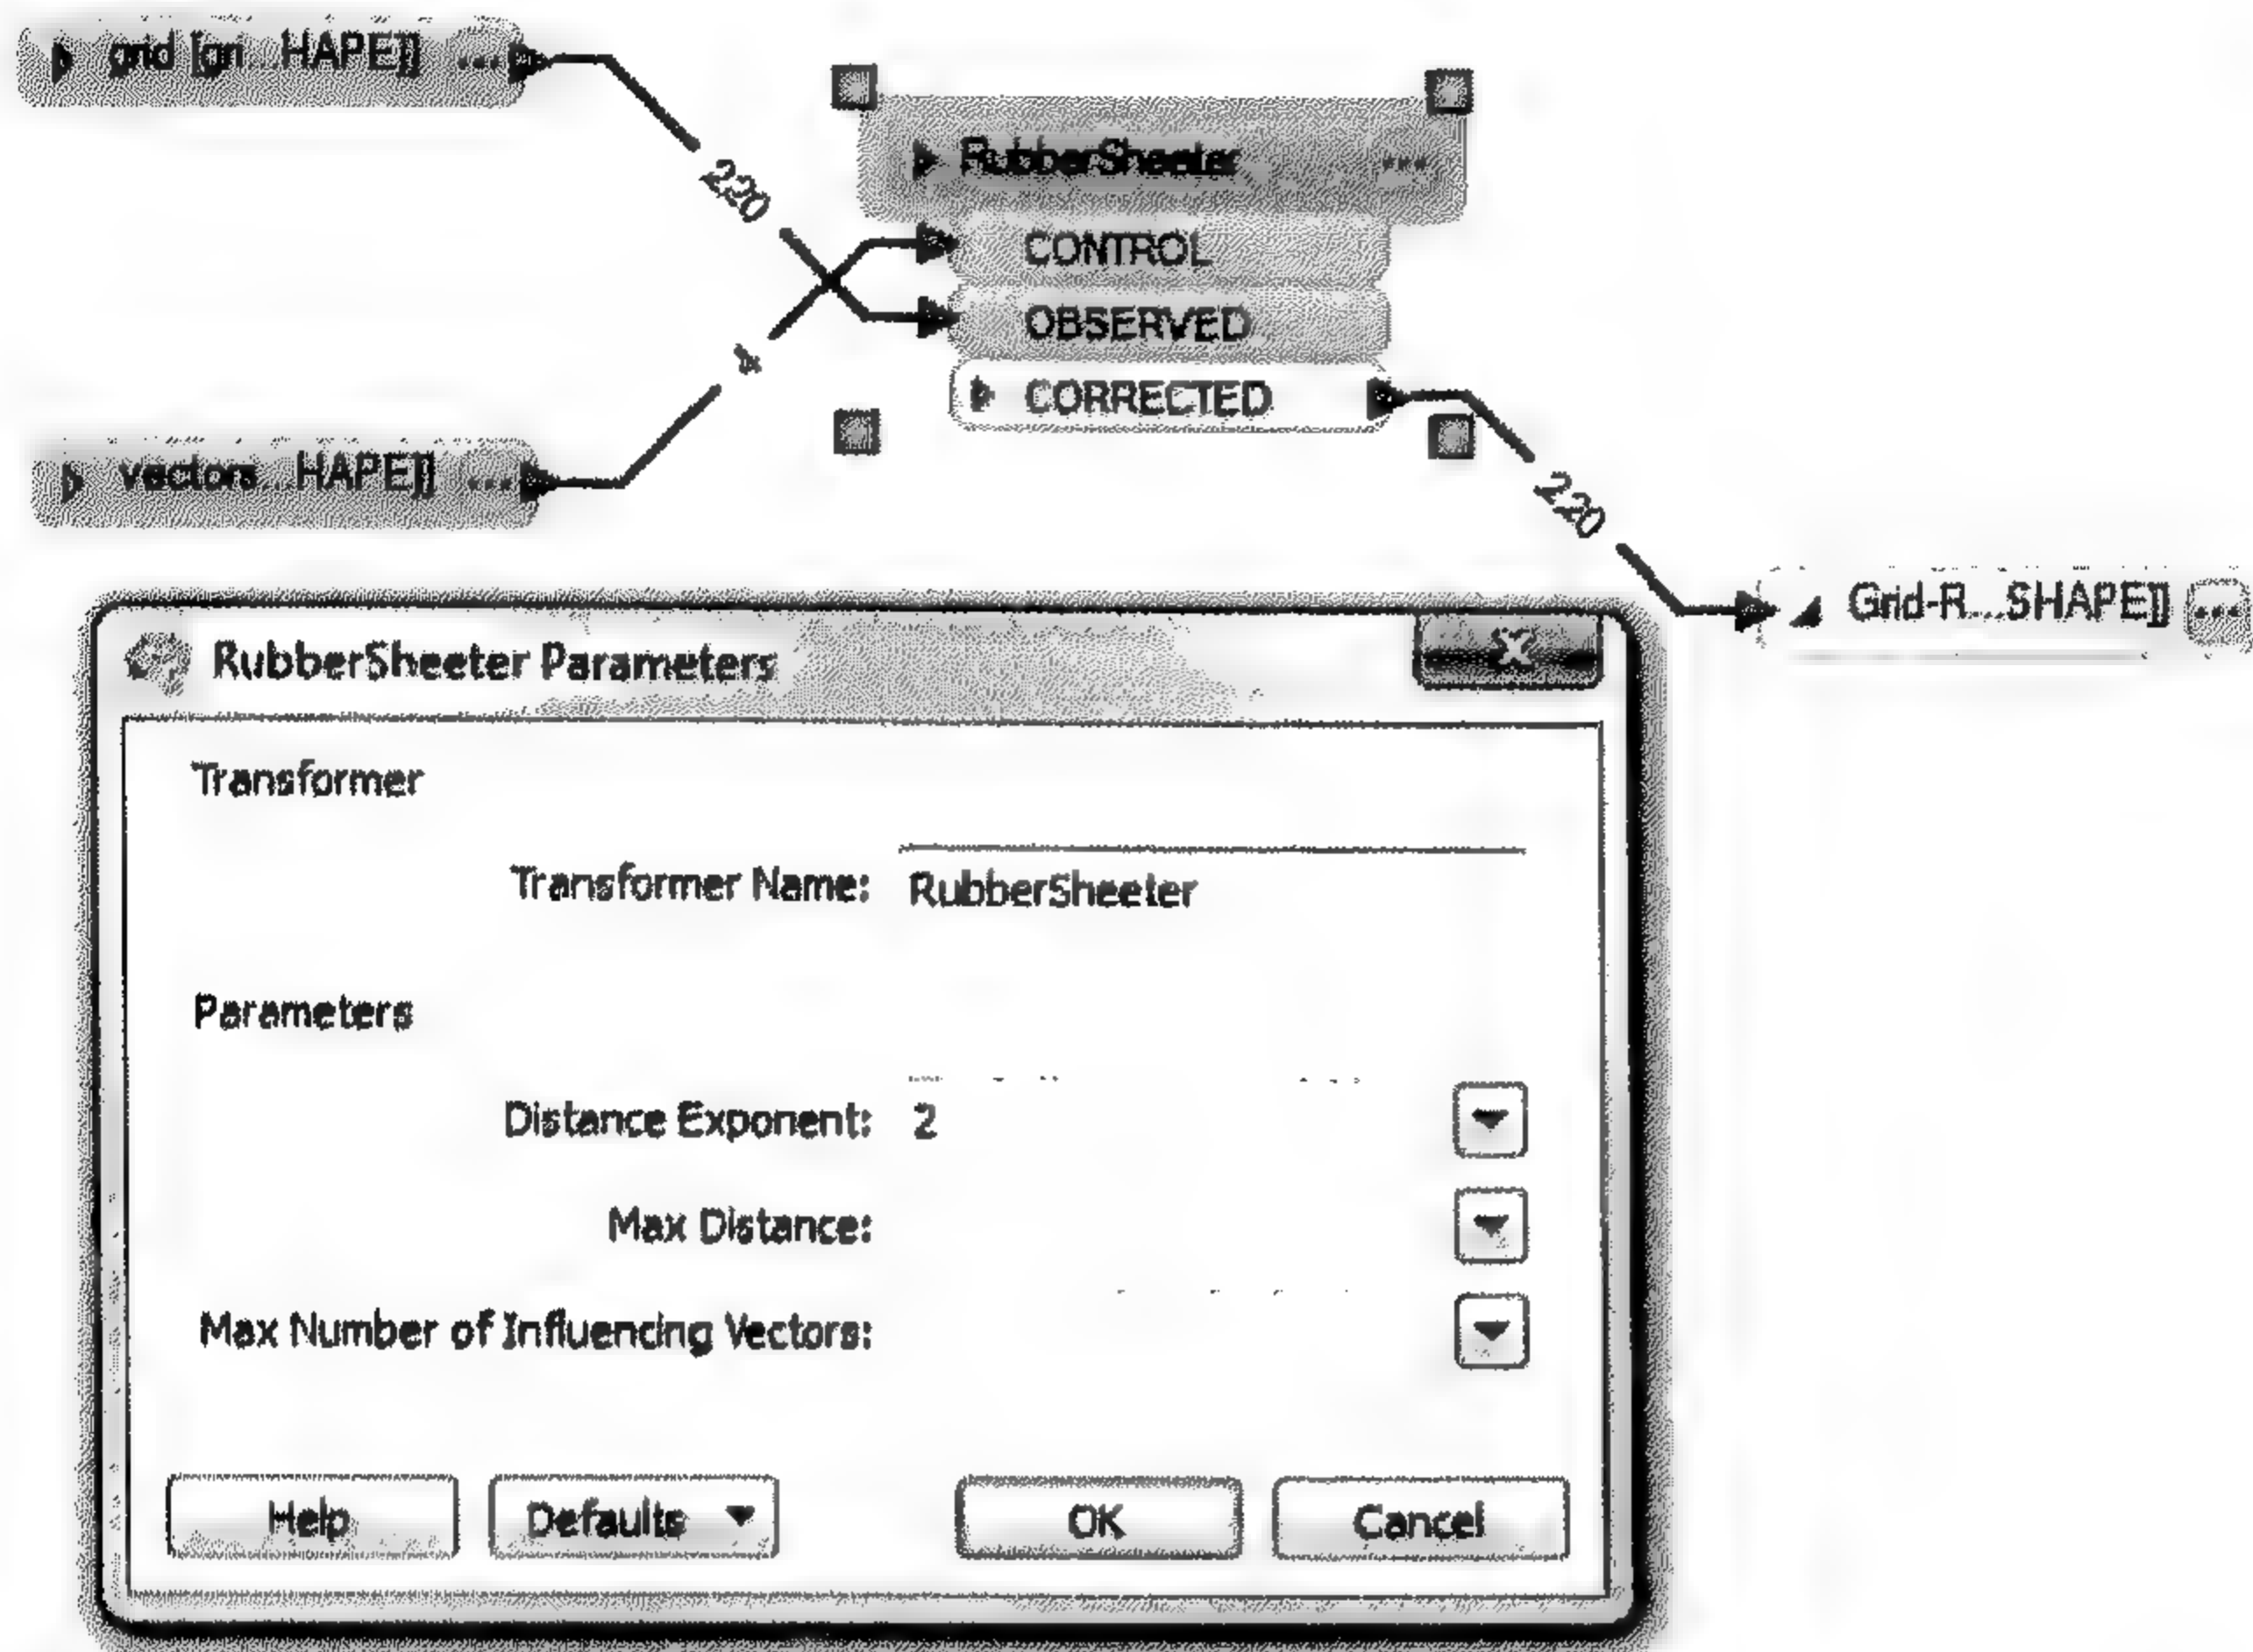 grid [gri...HAPE]] ...
220
RubberSheeter ...
CONTROL
OBSERVED
4
CORRECTED
vectors...HAPE]] ...
220
Grid-R...SHAPE]] ...
RubberSheeter Parameters X
Transformer
Transformer Name: RubberSheeter
Parameters
Distance Exponent: 2
Max Distance:
Max Number of Influencing Vectors:
Help Defaults OK Cancel